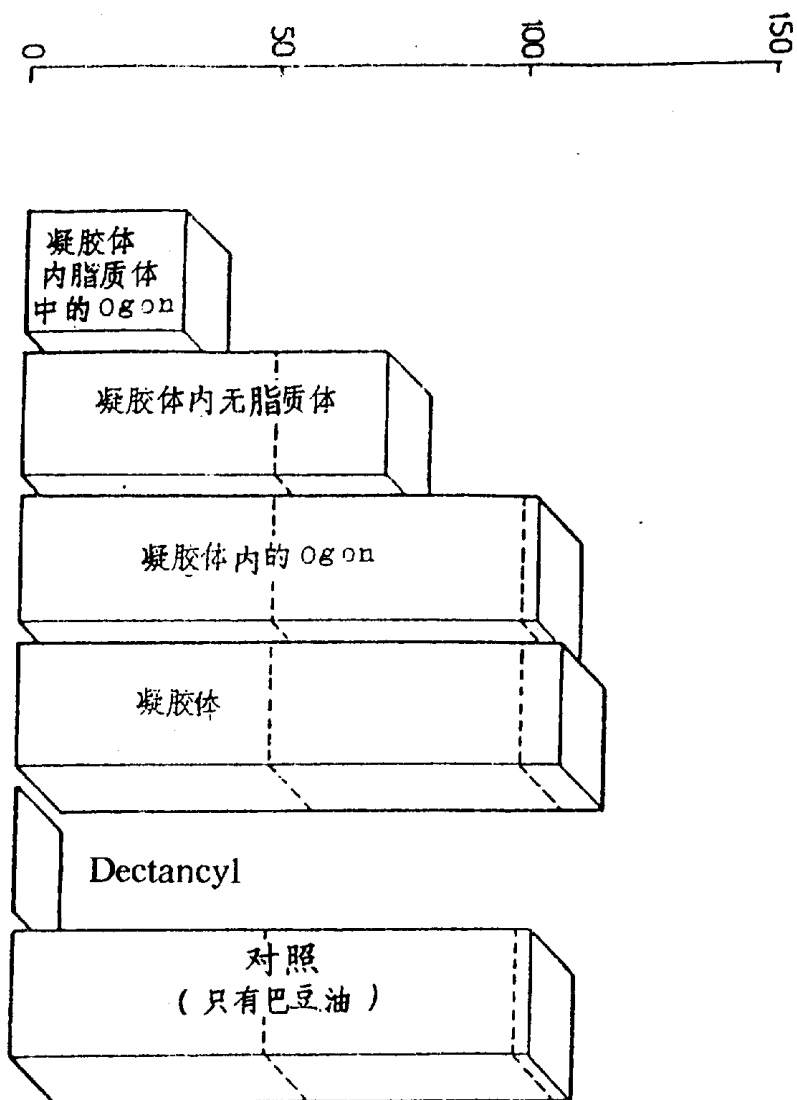 0
50
100
150
凝胶体
内脂质体
中的Ogon
凝胶体内无脂质体
凝胶体内的Ogon
凝胶体
Dectancyl
对照
(只有巴豆油)